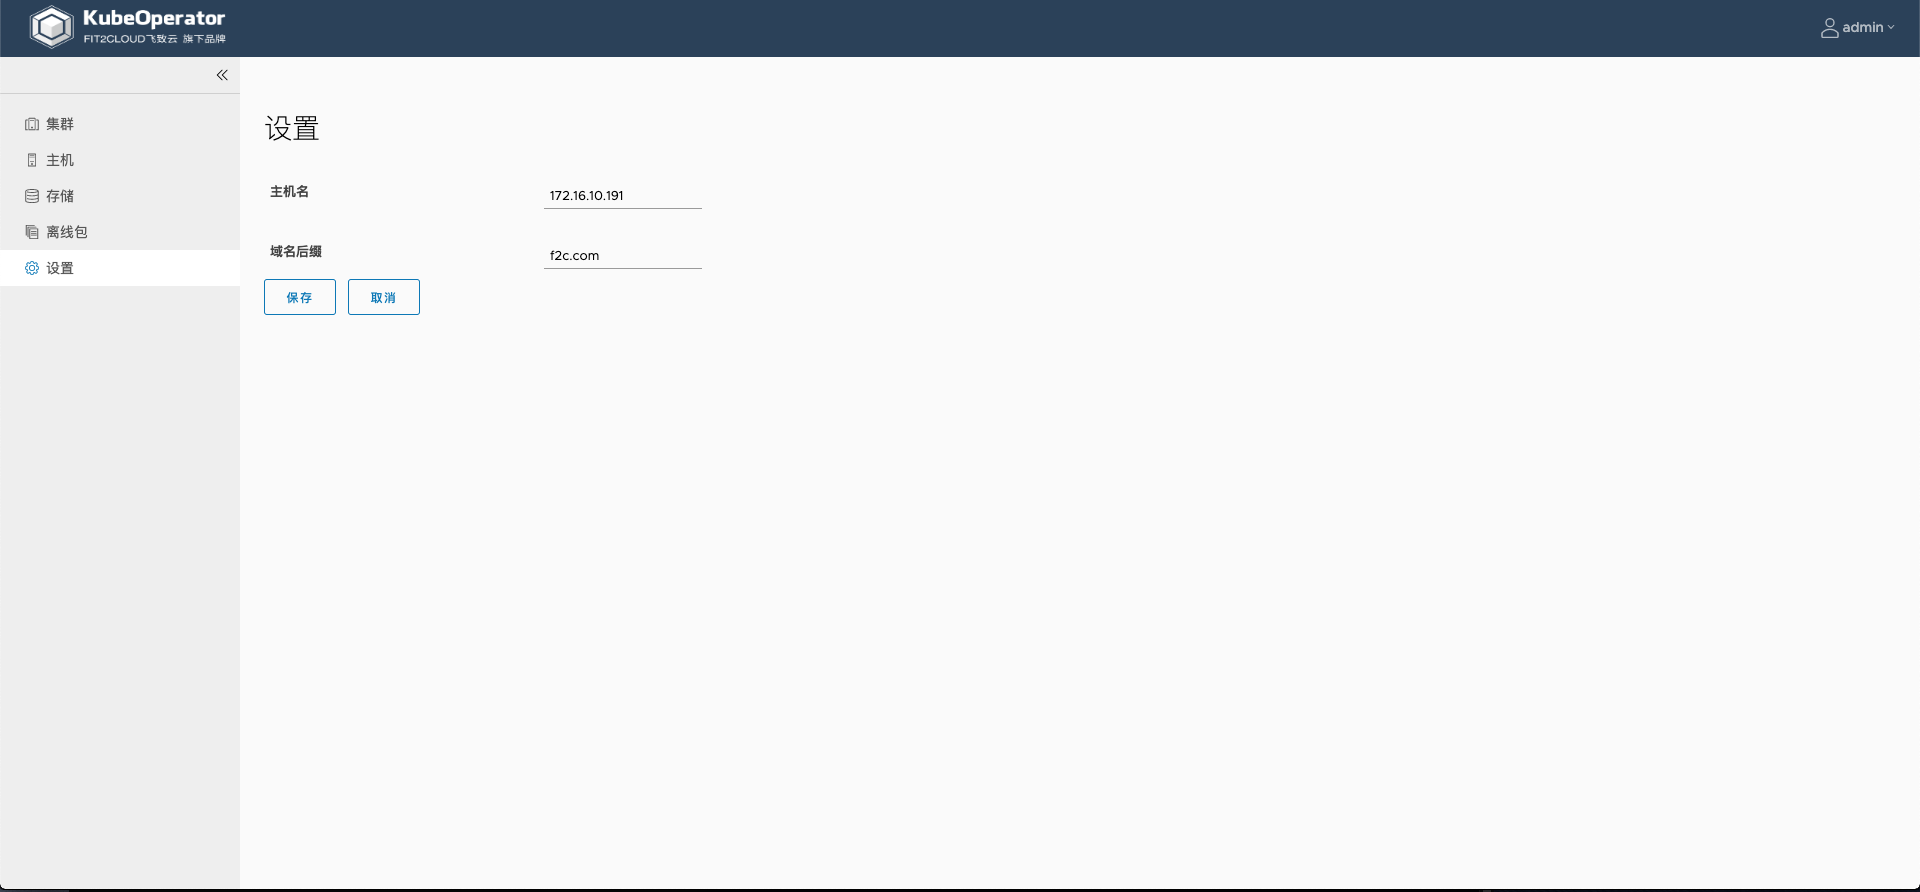 KubeOperator
FIT2CLOUD飞致云 旗下品牌
admin
集群
主机
存储
离线包
设置
设置
主机名
172.16.10.191
域名后缀
f2c.com
保存
取消